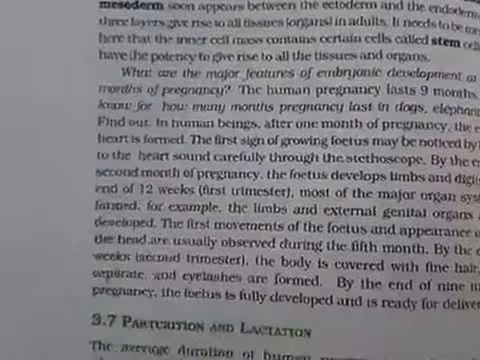 mesoderm soon appears between the ectoderm and the endoderm
three layers give rise to all tissues (organs) in adults. It needs to be
here that the inner cell mass contains certain cells called stem
have the potency to give rise to all the tissues and organs.
What are the major features of embryonic development at
months of pregnancy? The human pregnancy lasts 9 months.
know for how many months pregnancy last in dogs, elephan
Find out. In human beings, after one month of pregnancy, the e
heart is formed. The first sign of growing foetus may be noticed by
to the heart sound carefully through the stethoscope. By the e
second month of pregnancy, the foetus develops limbs and digi
end of 12 weeks (first trimester), most of the major organ sys
formed, for example, the limbs and external genital organs
developed. The first movements of the foetus and appearance o
the head are usually observed during the fifth month. By the e
weeks (second trimester), the body is covered with fine hair,
separate, and eyelashes are formed. By the end of nine m
pregnancy, the foetus is fully developed and is ready for deliver
3.7 PARTURITION AND LACTATION
The average duration of human